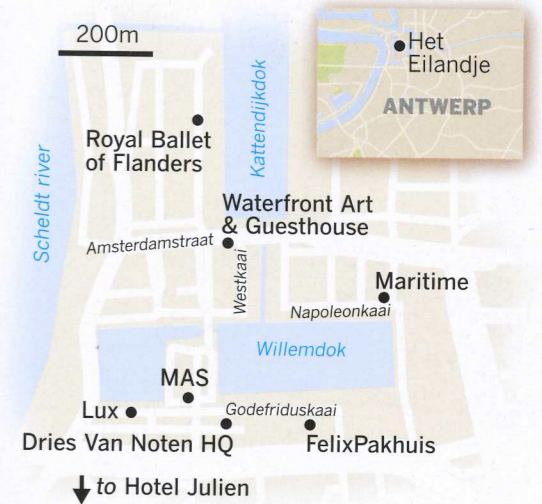 200m
Het
Eilandje
ANTWERP
Royal Ballet
of Flanders
Kattendijkdok
Scheldt river
Waterfront Art
& Guesthouse
Amsterdamstraat
Westkaai
Maritime
Napoleonkaai
Willemdok
MAS
Lux
Godefriduskaai
Dries Van Noten HQ
FelixPakhuis
to Hotel Julien